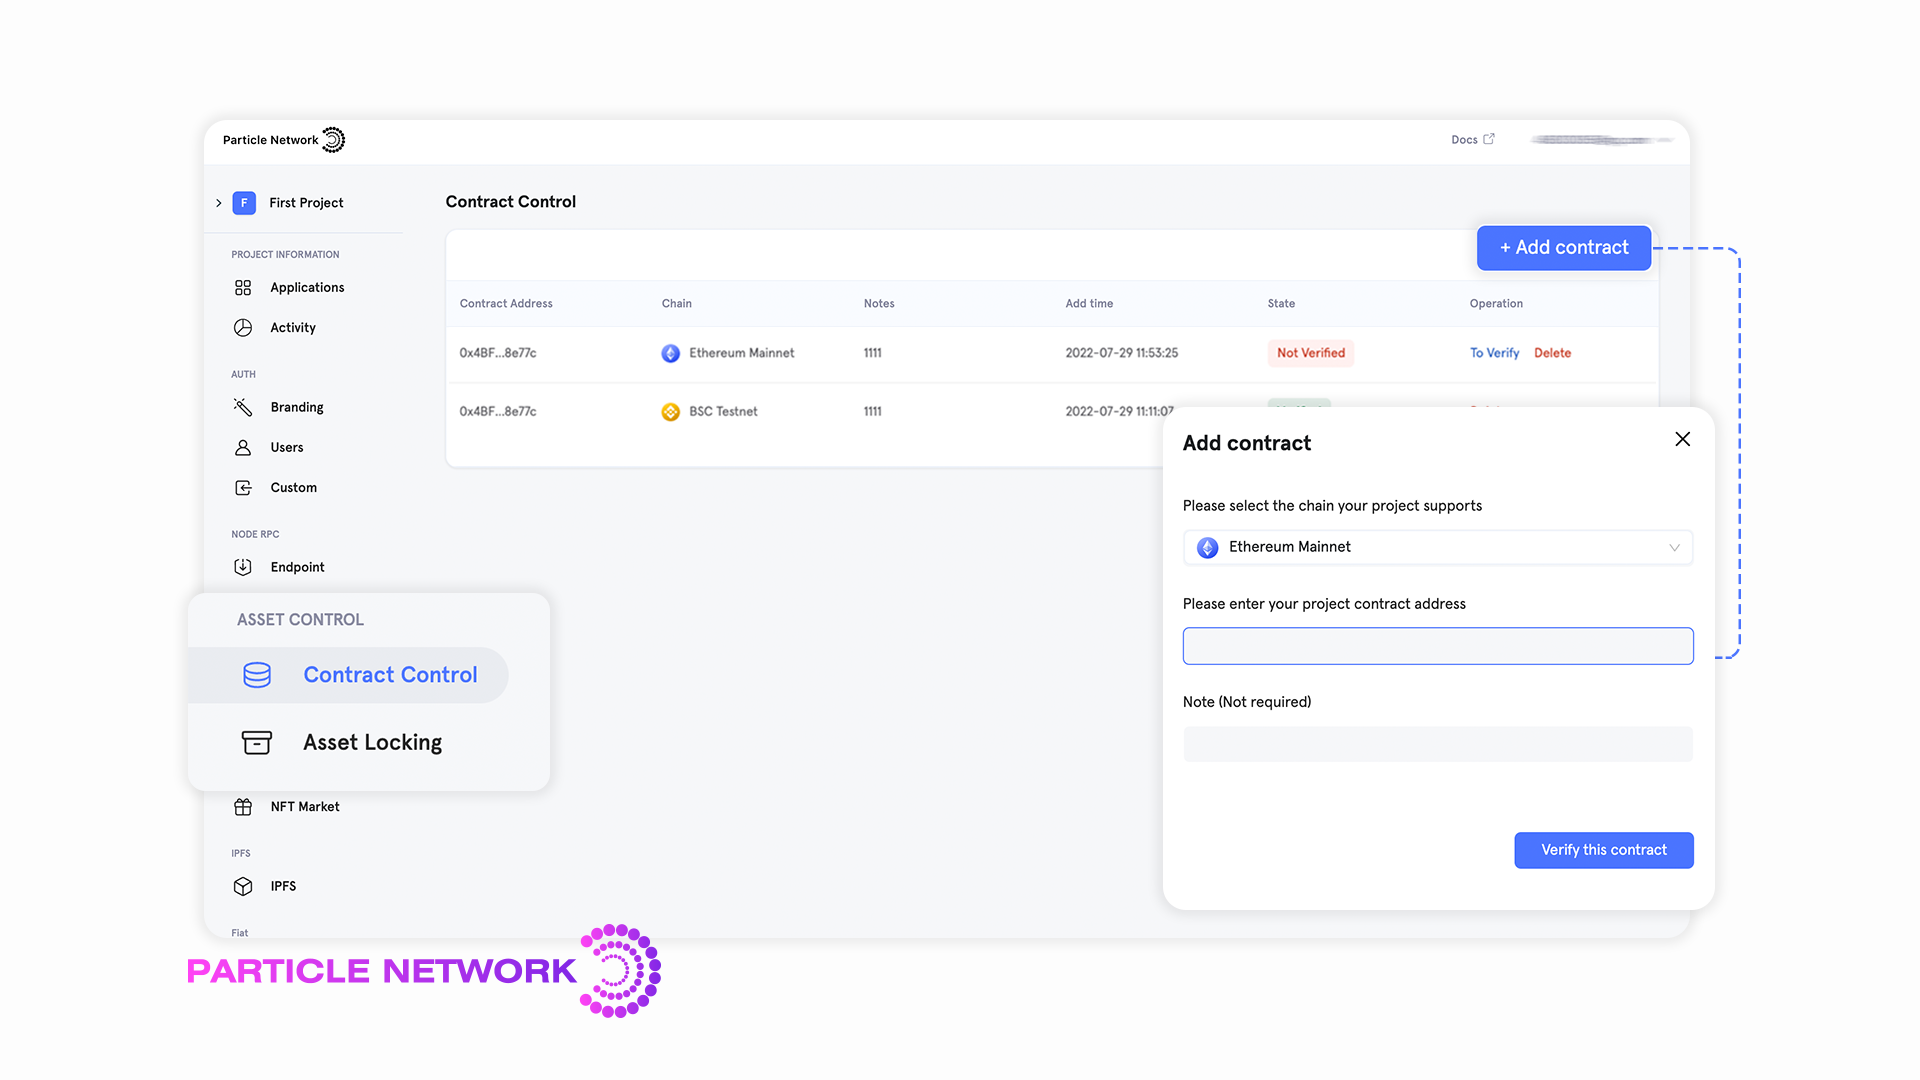 Particle Network
Docs
First Project
Contract Control
+ Add contract
PROJECT INFORMATION
Applications
Activity
AUTH
Branding
Users
Custom
NODE RPC
Endpoint
ASSET CONTROL
Contract Control
Asset Locking
NFT Market
IPFS
IPFS
Fiat
Contract Address Chain Notes Add time State Operation
0x4BF...8e77c Ethereum Mainnet 1111 2022-07-29 11:53:25 Not Verified To Verify Delete
0x4BF...8e77c BSC Testnet 1111 2022-07-29 11:11:07
Add contract
Please select the chain your project supports
Ethereum Mainnet
Please enter your project contract address
Note (Not required)
Verify this contract
PARTICLE NETWORK